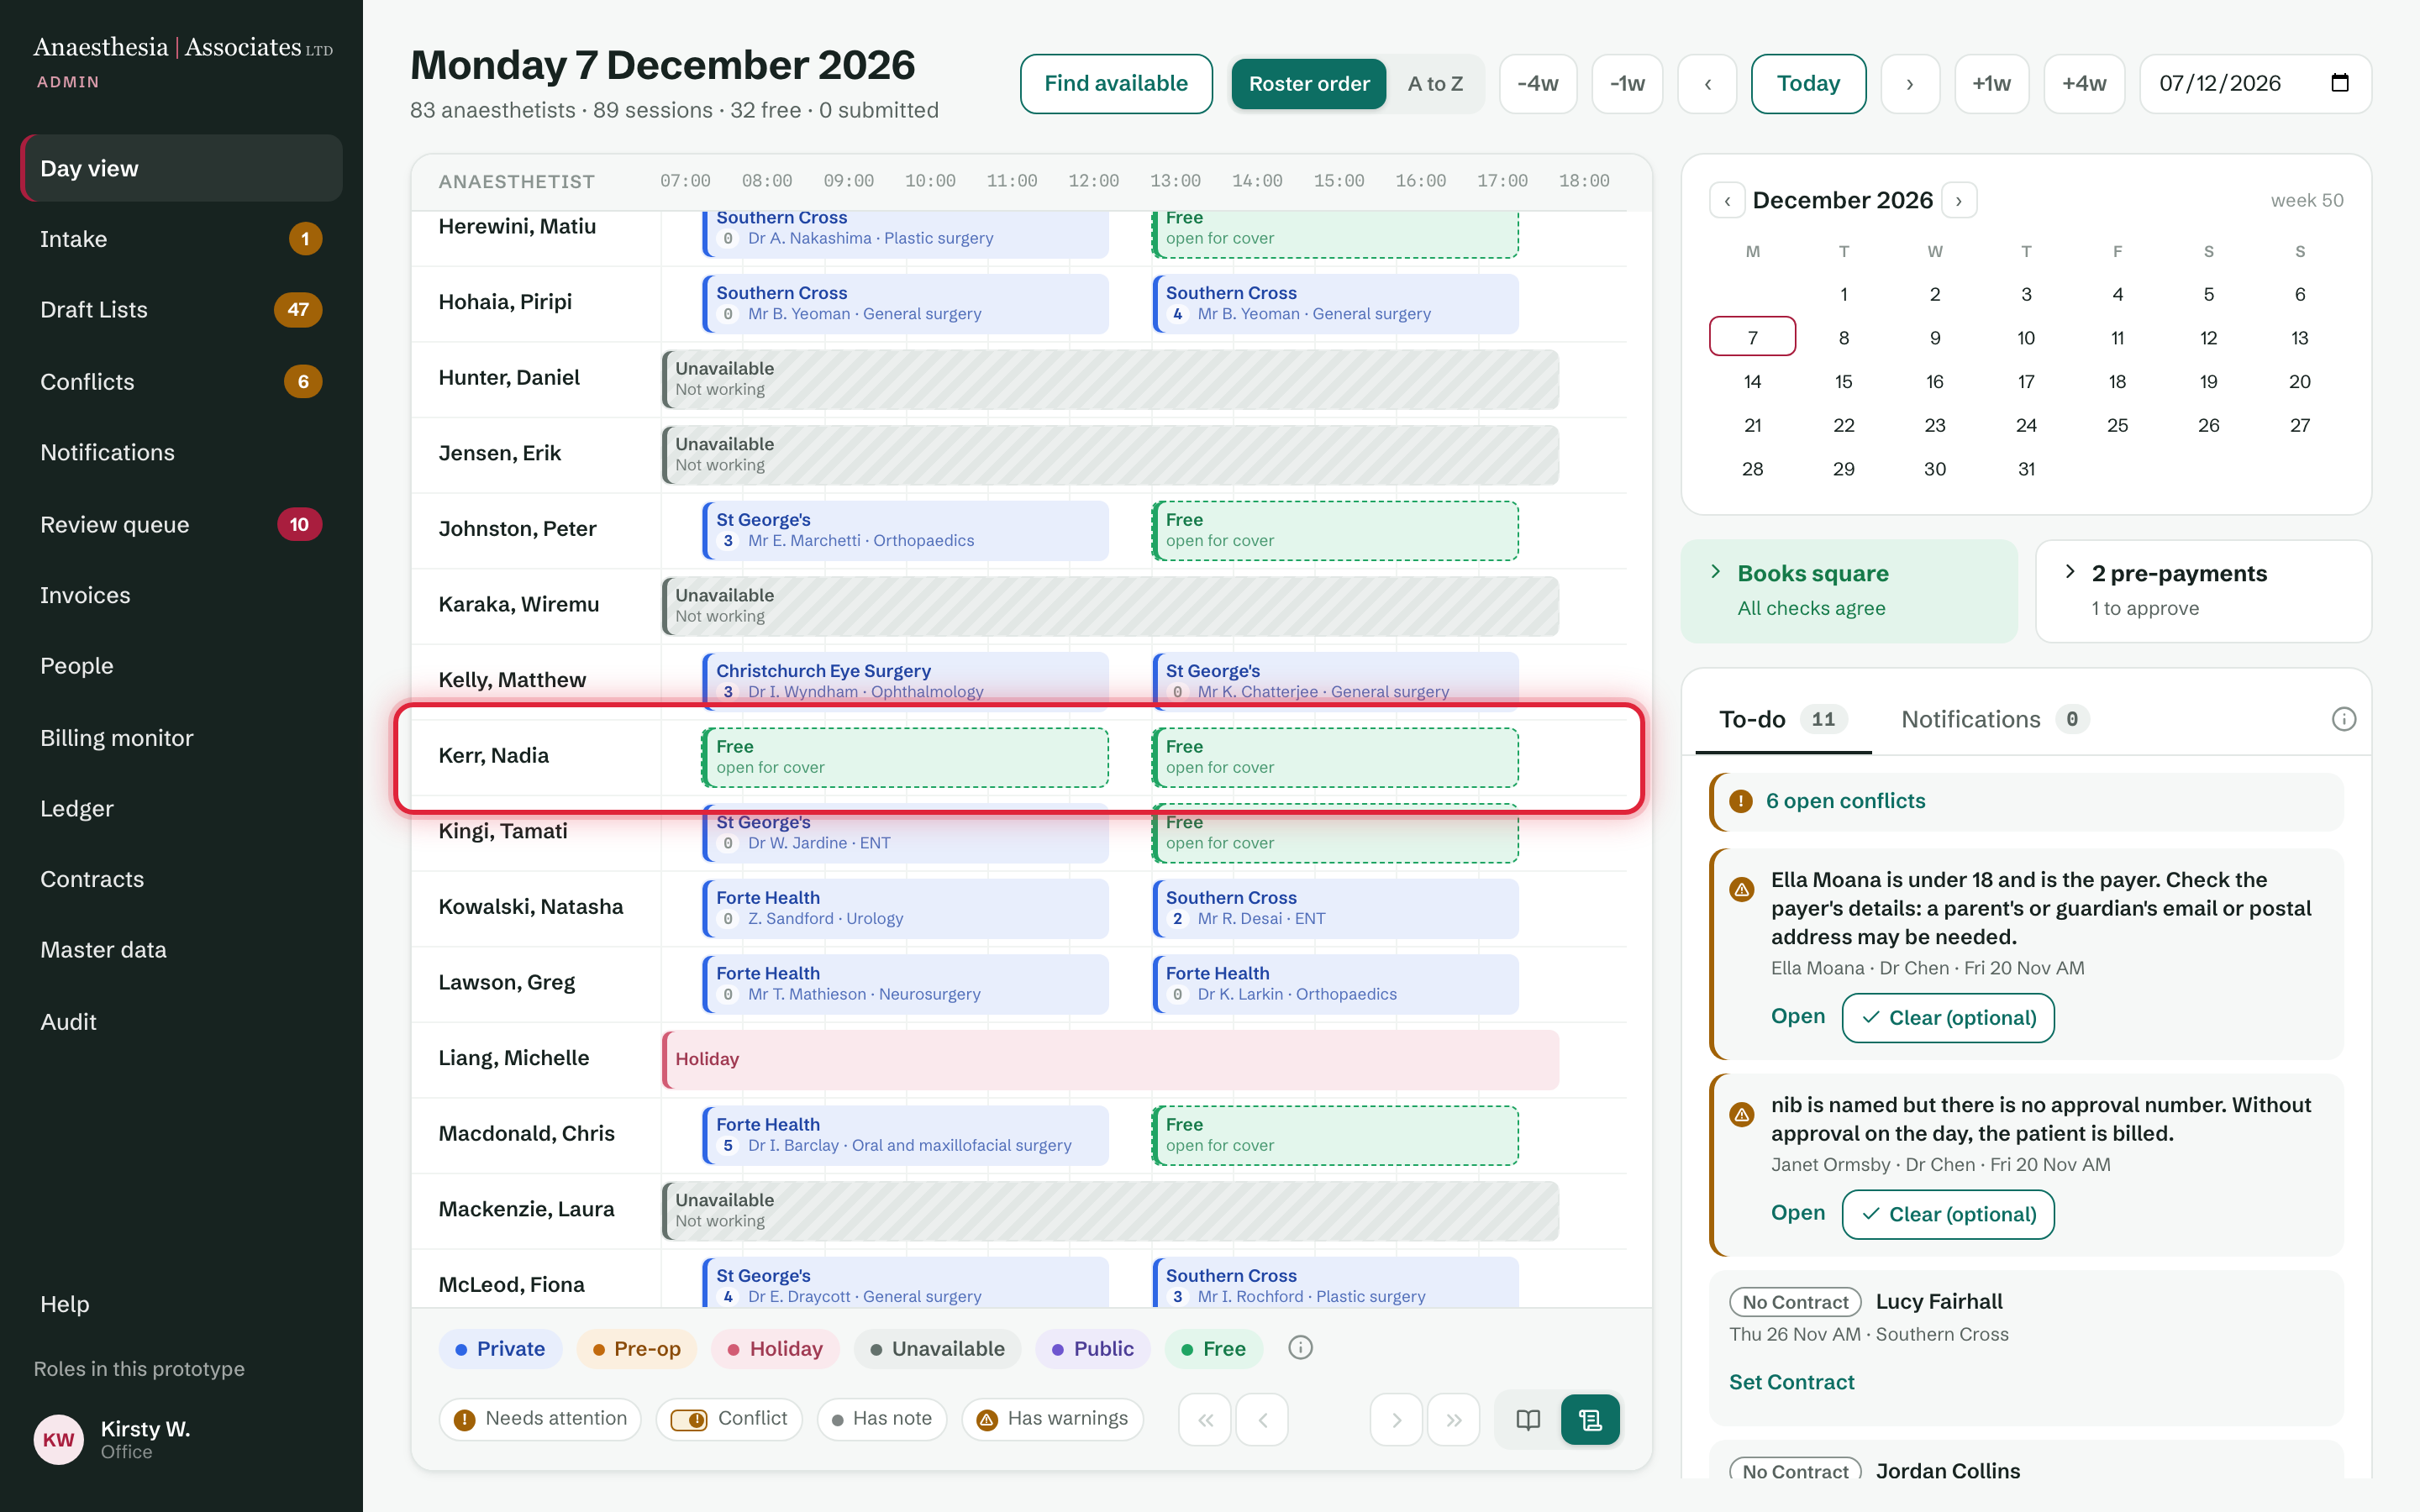 Anaesthesia | Associates LTD
ADMIN
Day view
Intake 1
Draft Lists 47
Conflicts 6
Notifications
Review queue 10
Invoices
People
Billing monitor
Ledger
Contracts
Master data
Audit
Help
Roles in this prototype
KW Kirsty W.
Office
Monday 7 December 2026
83 anaesthetists · 89 sessions · 32 free · 0 submitted
Find available
Roster order A to Z
-4w -1w ‹ Today › +1w +4w 07/12/2026
ANAESTHETIST 07:00 08:00 09:00 10:00 11:00 12:00 13:00 14:00 15:00 16:00 17:00 18:00
Herewini, Matiu
Southern Cross
0 Dr A. Nakashima · Plastic surgery
Free
open for cover
Hohaia, Piripi
Southern Cross
0 Mr B. Yeoman · General surgery
Southern Cross
4 Mr B. Yeoman · General surgery
Hunter, Daniel
Unavailable
Not working
Jensen, Erik
Unavailable
Not working
Johnston, Peter
St George's
3 Mr E. Marchetti · Orthopaedics
Free
open for cover
Karaka, Wiremu
Unavailable
Not working
Kelly, Matthew
Christchurch Eye Surgery
3 Dr I. Wyndham · Ophthalmology
St George's
0 Mr K. Chatterjee · General surgery
Kerr, Nadia
Free
open for cover
Free
open for cover
Kingi, Tamati
St George's
0 Dr W. Jardine · ENT
Free
open for cover
Kowalski, Natasha
Forte Health
0 Z. Sandford · Urology
Southern Cross
2 Mr R. Desai · ENT
Lawson, Greg
Forte Health
0 Mr T. Mathieson · Neurosurgery
Forte Health
0 Dr K. Larkin · Orthopaedics
Liang, Michelle
Holiday
Macdonald, Chris
Forte Health
5 Dr I. Barclay · Oral and maxillofacial surgery
Free
open for cover
Mackenzie, Laura
Unavailable
Not working
McLeod, Fiona
St George's
4 Dr E. Draycott · General surgery
Southern Cross
3 Mr I. Rochford · Plastic surgery
Private Pre-op Holiday Unavailable Public Free
Needs attention Conflict Has note Has warnings
‹ December 2026 › week 50
M T W T F S S
1 2 3 4 5 6
7 8 9 10 11 12 13
14 15 16 17 18 19 20
21 22 23 24 25 26 27
28 29 30 31
Books square
All checks agree
2 pre-payments
1 to approve
To-do 11 Notifications 0
6 open conflicts
Ella Moana is under 18 and is the payer. Check the
payer's details: a parent's or guardian's email or postal
address may be needed.
Ella Moana · Dr Chen · Fri 20 Nov AM
Open Clear (optional)
nib is named but there is no approval number. Without
approval on the day, the patient is billed.
Janet Ormsby · Dr Chen · Fri 20 Nov AM
Open Clear (optional)
No Contract Lucy Fairhall
Thu 26 Nov AM · Southern Cross
Set Contract
No Contract Jordan Collins